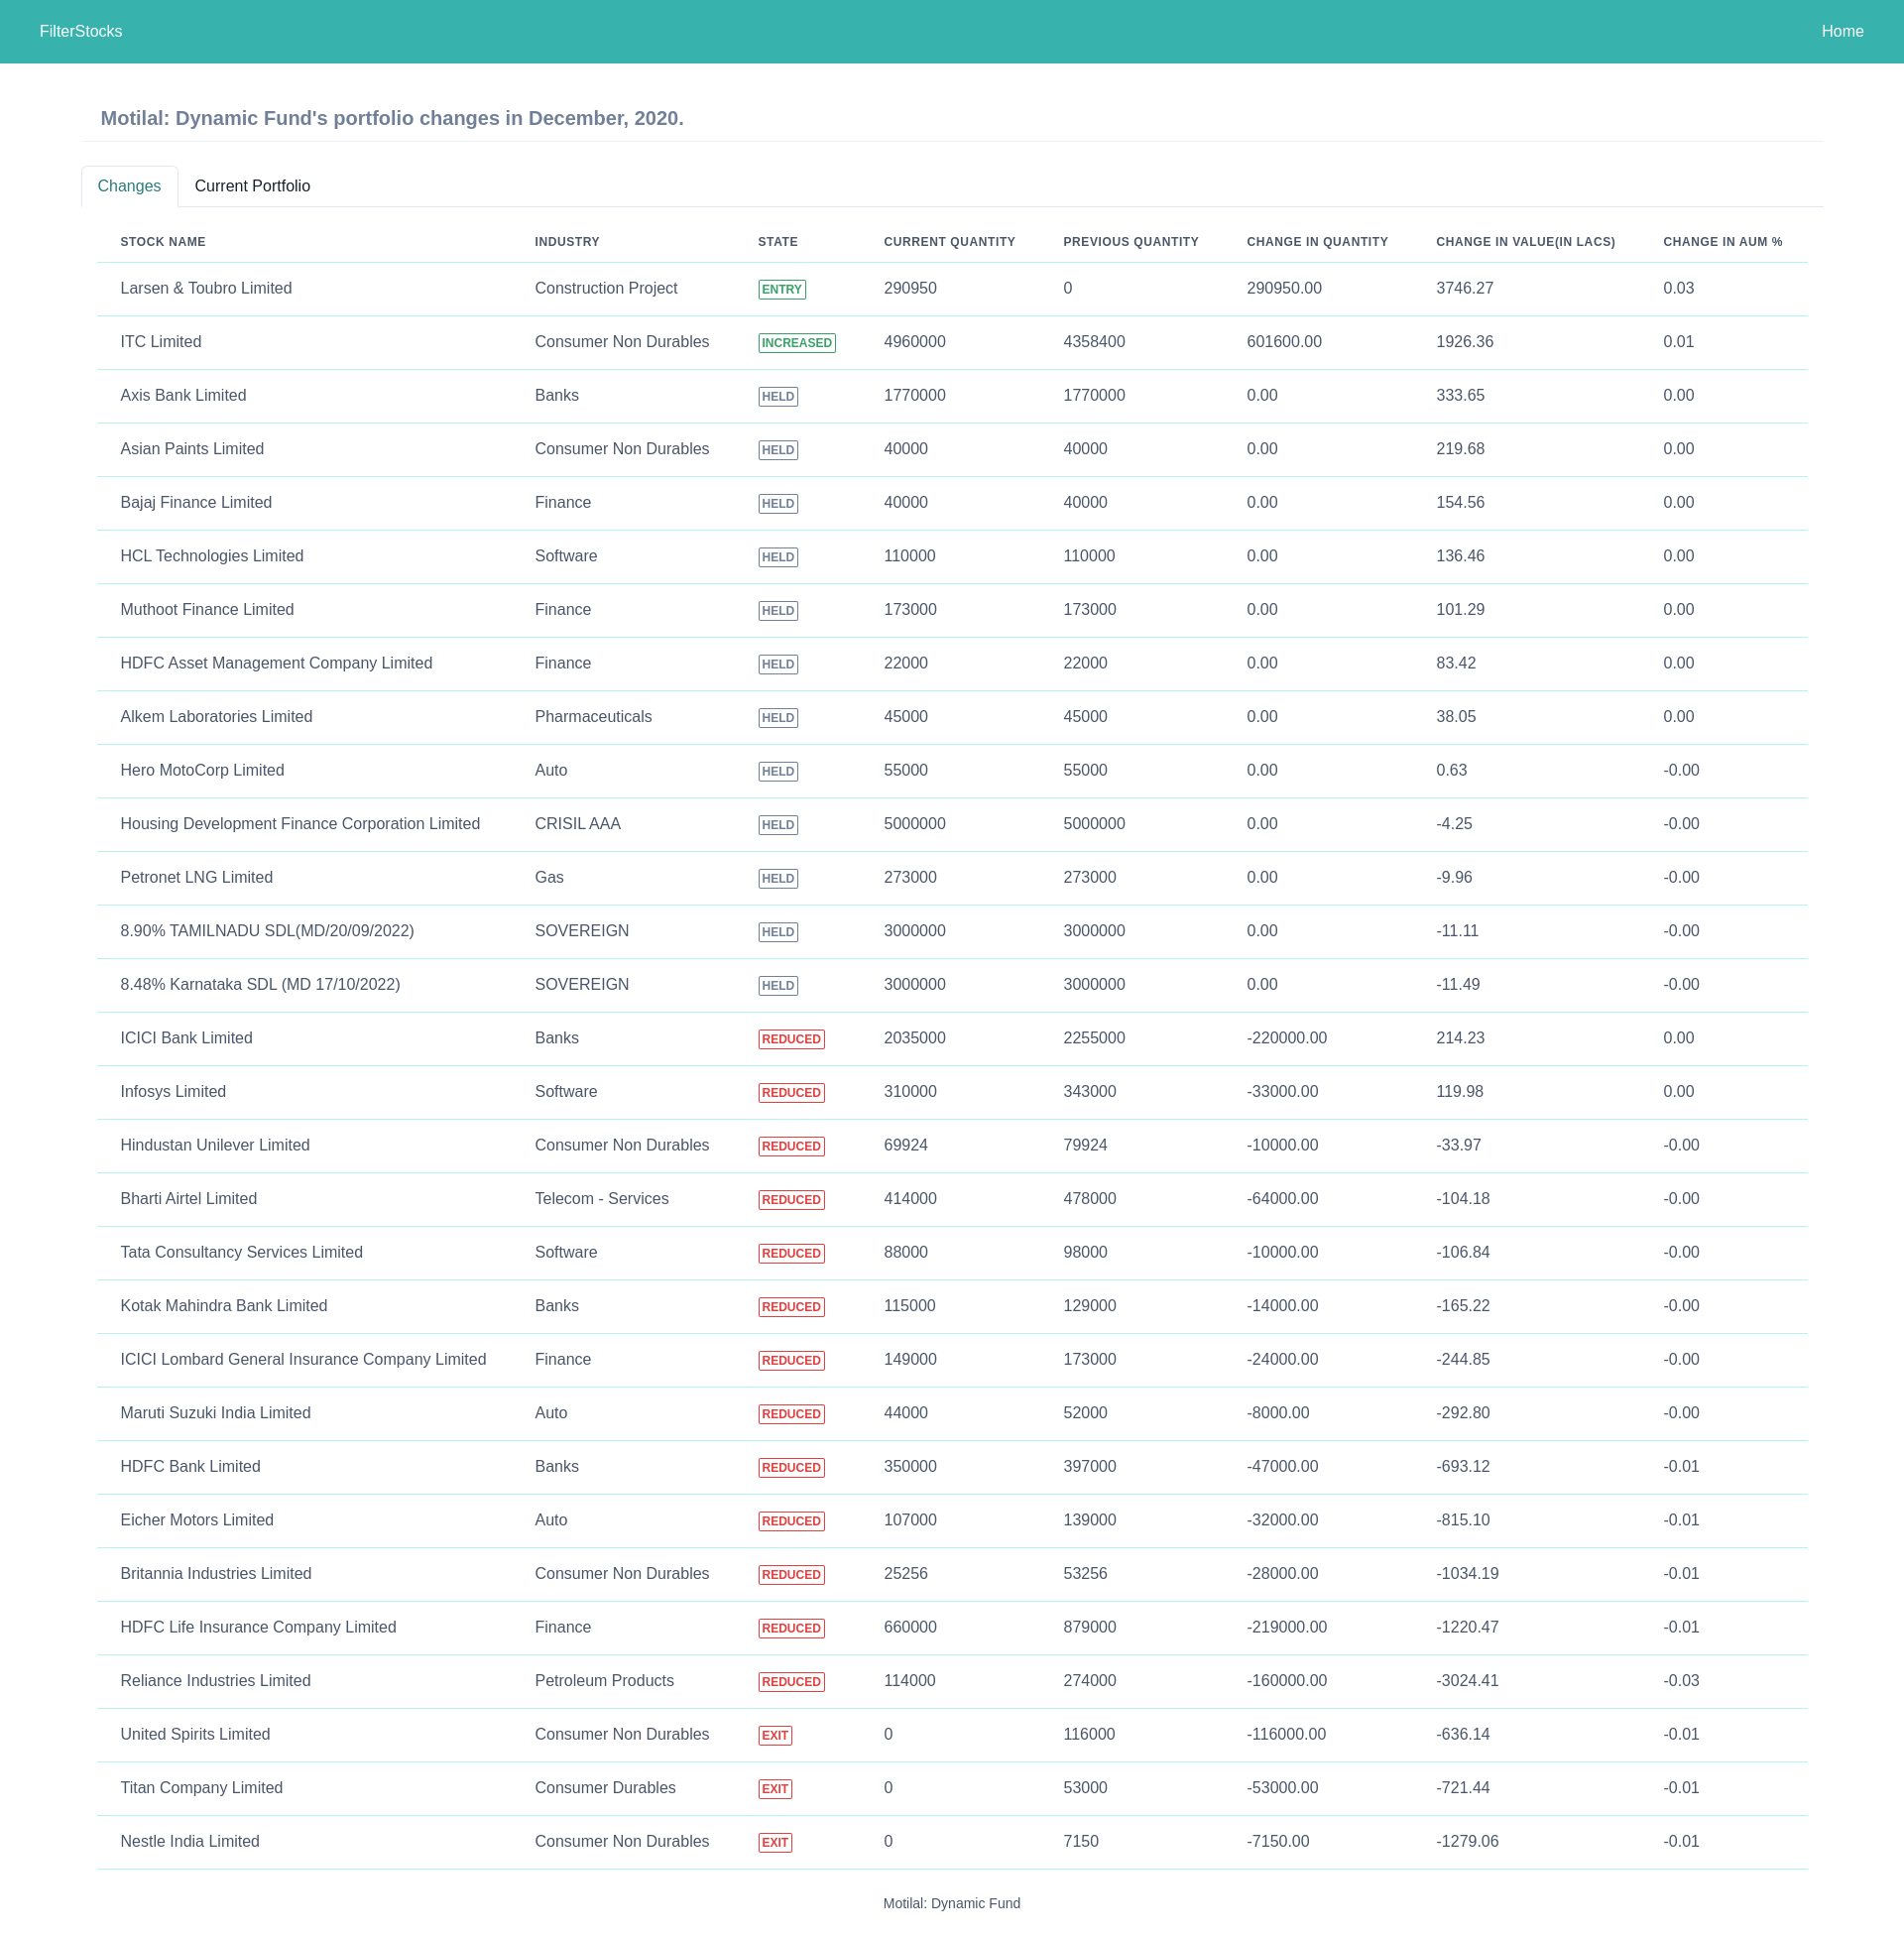 FilterStocks Home
Motilal: Dynamic Fund's portfolio changes in December, 2020.
Changes Current Portfolio
STOCK NAME INDUSTRY STATE CURRENT QUANTITY PREVIOUS QUANTITY CHANGE IN QUANTITY CHANGE IN VALUE(IN LACS) CHANGE IN AUM %
Larsen & Toubro Limited Construction Project ENTRY 290950 0 290950.00 3746.27 0.03
ITC Limited Consumer Non Durables INCREASED 4960000 4358400 601600.00 1926.36 0.01
Axis Bank Limited Banks HELD 1770000 1770000 0.00 333.65 0.00
Asian Paints Limited Consumer Non Durables HELD 40000 40000 0.00 219.68 0.00
Bajaj Finance Limited Finance HELD 40000 40000 0.00 154.56 0.00
HCL Technologies Limited Software HELD 110000 110000 0.00 136.46 0.00
Muthoot Finance Limited Finance HELD 173000 173000 0.00 101.29 0.00
HDFC Asset Management Company Limited Finance HELD 22000 22000 0.00 83.42 0.00
Alkem Laboratories Limited Pharmaceuticals HELD 45000 45000 0.00 38.05 0.00
Hero MotoCorp Limited Auto HELD 55000 55000 0.00 0.63 -0.00
Housing Development Finance Corporation Limited CRISIL AAA HELD 5000000 5000000 0.00 -4.25 -0.00
Petronet LNG Limited Gas HELD 273000 273000 0.00 -9.96 -0.00
8.90% TAMILNADU SDL(MD/20/09/2022) SOVEREIGN HELD 3000000 3000000 0.00 -11.11 -0.00
8.48% Karnataka SDL (MD 17/10/2022) SOVEREIGN HELD 3000000 3000000 0.00 -11.49 -0.00
ICICI Bank Limited Banks REDUCED 2035000 2255000 -220000.00 214.23 0.00
Infosys Limited Software REDUCED 310000 343000 -33000.00 119.98 0.00
Hindustan Unilever Limited Consumer Non Durables REDUCED 69924 79924 -10000.00 -33.97 -0.00
Bharti Airtel Limited Telecom - Services REDUCED 414000 478000 -64000.00 -104.18 -0.00
Tata Consultancy Services Limited Software REDUCED 88000 98000 -10000.00 -106.84 -0.00
Kotak Mahindra Bank Limited Banks REDUCED 115000 129000 -14000.00 -165.22 -0.00
ICICI Lombard General Insurance Company Limited Finance REDUCED 149000 173000 -24000.00 -244.85 -0.00
Maruti Suzuki India Limited Auto REDUCED 44000 52000 -8000.00 -292.80 -0.00
HDFC Bank Limited Banks REDUCED 350000 397000 -47000.00 -693.12 -0.01
Eicher Motors Limited Auto REDUCED 107000 139000 -32000.00 -815.10 -0.01
Britannia Industries Limited Consumer Non Durables REDUCED 25256 53256 -28000.00 -1034.19 -0.01
HDFC Life Insurance Company Limited Finance REDUCED 660000 879000 -219000.00 -1220.47 -0.01
Reliance Industries Limited Petroleum Products REDUCED 114000 274000 -160000.00 -3024.41 -0.03
United Spirits Limited Consumer Non Durables EXIT 0 116000 -116000.00 -636.14 -0.01
Titan Company Limited Consumer Durables EXIT 0 53000 -53000.00 -721.44 -0.01
Nestle India Limited Consumer Non Durables EXIT 0 7150 -7150.00 -1279.06 -0.01
Motilal: Dynamic Fund